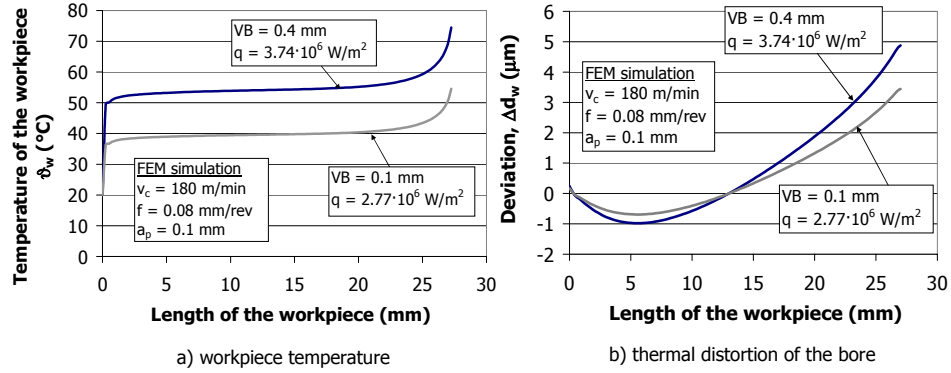 80
70
60
50
40
30
20
10
0
Temperature of the workpiece
ϑw (°C)
VB = 0.4 mm
q = 3.74·10⁶ W/m²
FEM simulation
vc = 180 m/min
f = 0.08 mm/rev
ap = 0.1 mm
VB = 0.1 mm
q = 2.77·10⁶ W/m²
0 5 10 15 20 25 30
Length of the workpiece (mm)
a) workpiece temperature
6
5
4
3
2
1
0
-1
-2
Deviation, Δdw (μm)
VB = 0.4 mm
q = 3.74·10⁶ W/m²
FEM simulation
vc = 180 m/min
f = 0.08 mm/rev
ap = 0.1 mm
VB = 0.1 mm
q = 2.77·10⁶ W/m²
0 5 10 15 20 25 30
Length of the workpiece (mm)
b) thermal distortion of the bore